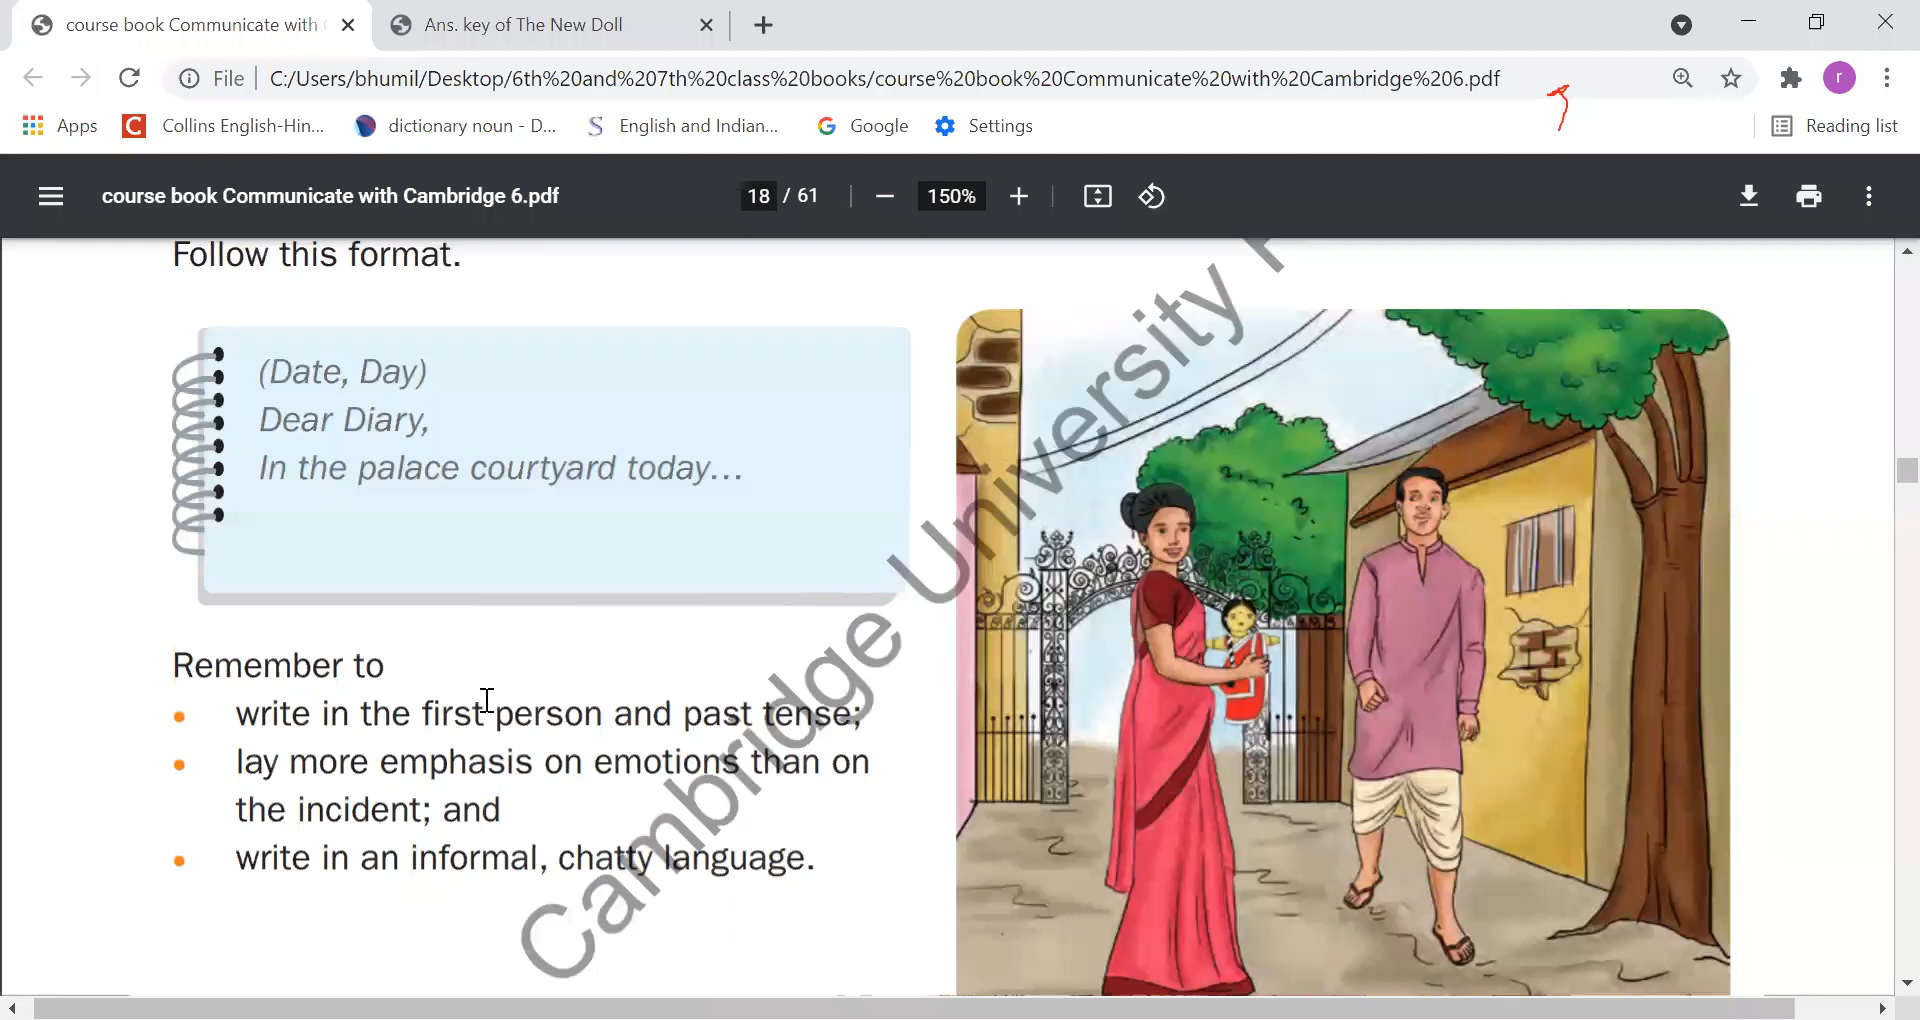 course book Communicate with
Ans. key of The New Doll
File
C:/Users/bhumil/Desktop/6th%20and%207th%20class%20books/course%20book%20Communicate%20with%20Cambridge%206.pdf
r
Apps
Collins English-Hin...
dictionary noun - D...
English and Indian...
Google
Settings
Reading list
course book Communicate with Cambridge 6.pdf
18 / 61
150%
Follow this format.
(Date, Day)
Dear Diary,
In the palace courtyard today...
Remember to
• write in the first person and past tense;
• lay more emphasis on emotions than on
the incident; and
• write in an informal, chatty language.
Cambridge University